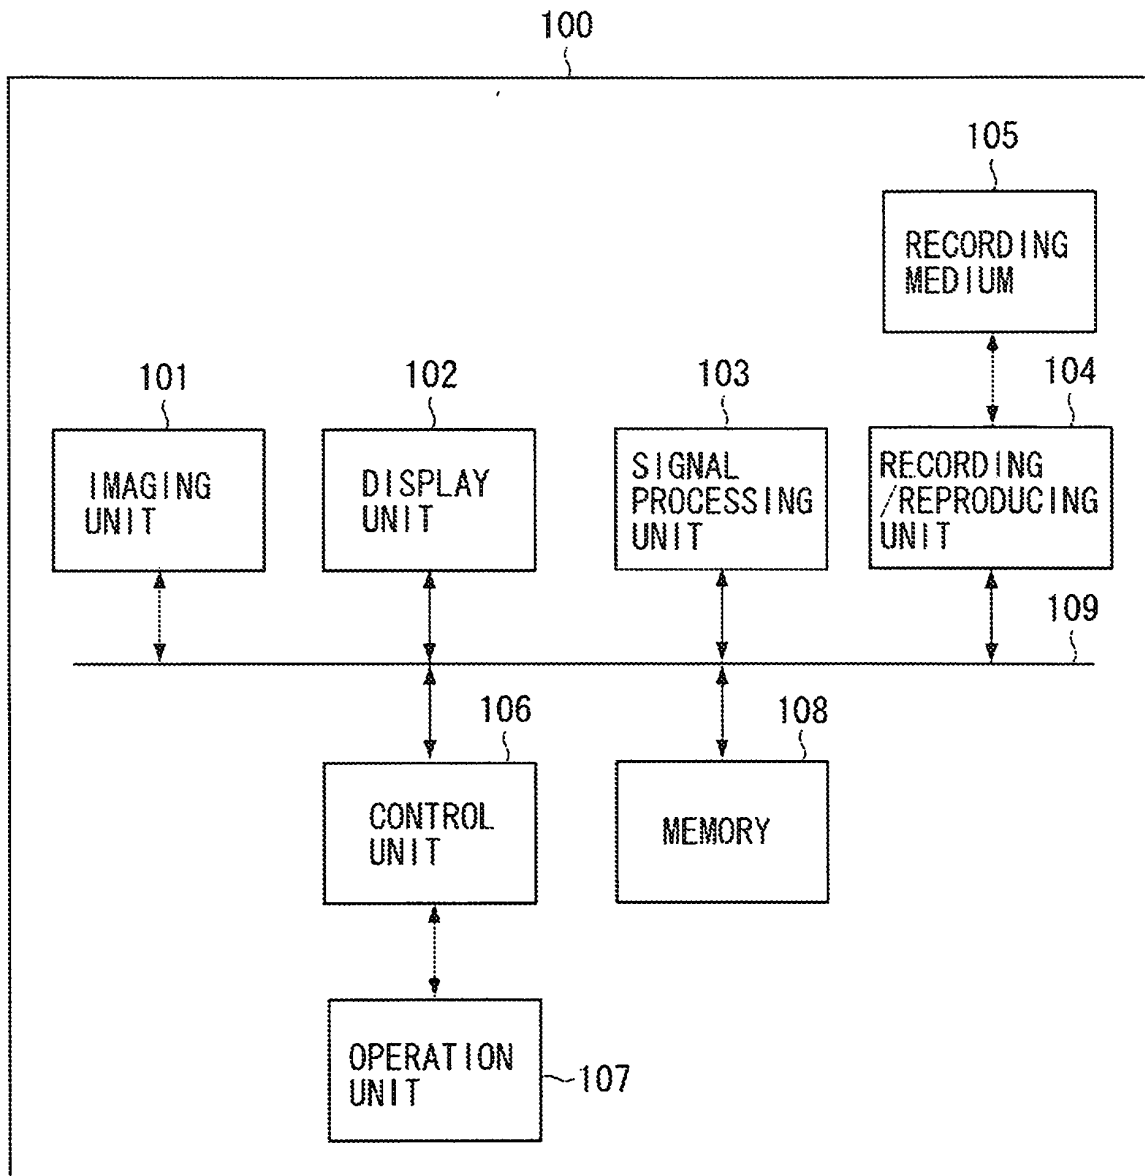 100
105
RECORDING
MEDIUM
101
102
103
104
IMAGING
UNIT
DISPLAY
UNIT
SIGNAL
PROCESSING
UNIT
RECORDING
/REPRODUCING
UNIT
109
106
108
CONTROL
UNIT
MEMORY
OPERATION
UNIT
107